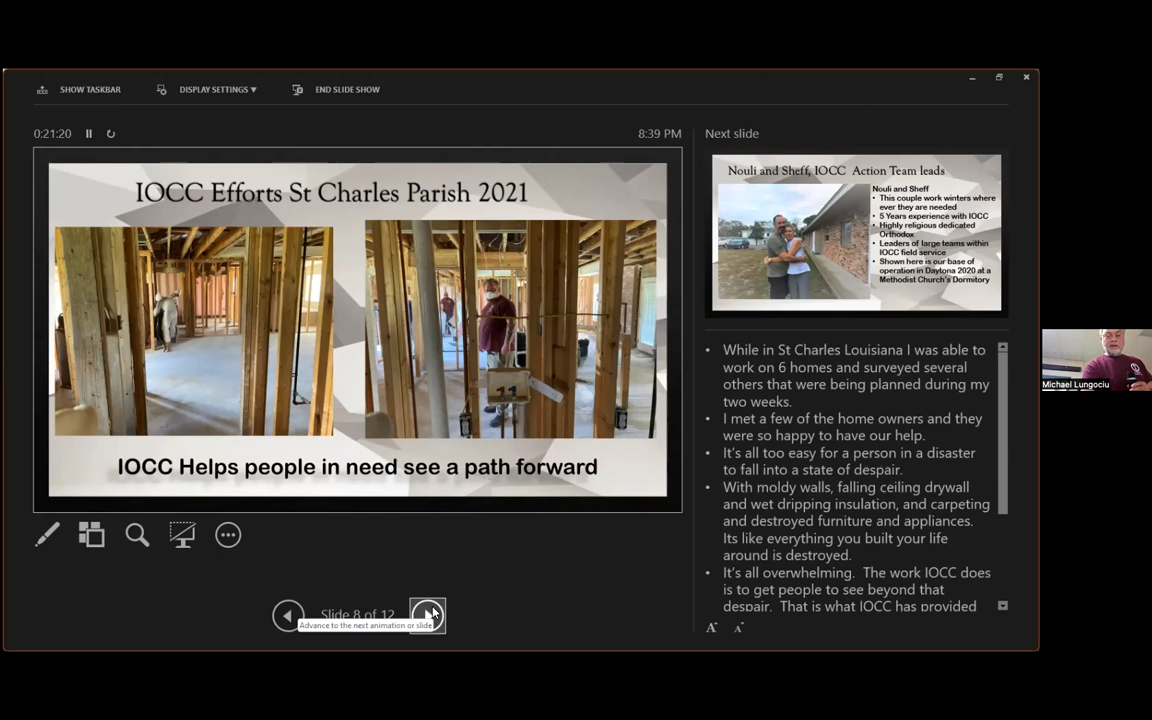 SHOW TASKBAR
DISPLAY SETTINGS ▼
END SLIDE SHOW
0:21:20
8:39 PM
Next slide
IOCC Efforts St Charles Parish 2021
11
IOCC Helps people in need see a path forward
Nouli and Sheff, IOCC Action Team leads
Nouli and Sheff
• This couple work winters where
ever they are needed
• 5 Years experience with IOCC
• Highly religious dedicated
Orthodox
• Leaders of large teams within
IOCC field service
• Shown here is our base of
operation in Daytona 2020 at a
Methodist Church's Dormitory
• While in St Charles Louisiana I was able to
work on 6 homes and surveyed several
others that were being planned during my
two weeks.
• I met a few of the home owners and they
were so happy to have our help.
• It's all too easy for a person in a disaster
to fall into a state of despair.
• With moldy walls, falling ceiling drywall
and wet dripping insulation, and carpeting
and destroyed furniture and appliances.
Its like everything you built your life
around is destroyed.
• It's all overwhelming. The work IOCC does
is to get people to see beyond that
despair. That is what IOCC has provided
Slide 8 of 12
Advance to the next animation or slide
A A
Michael Lungociu